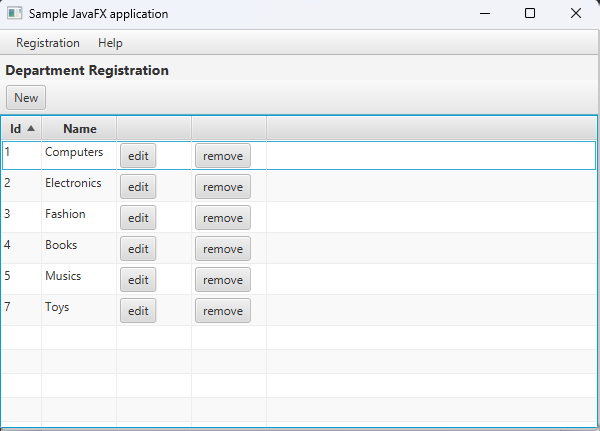 Sample JavaFX application
Registration Help
Department Registration
New
Id Name
1 Computers edit remove
2 Electronics edit remove
3 Fashion edit remove
4 Books edit remove
5 Musics edit remove
7 Toys edit remove